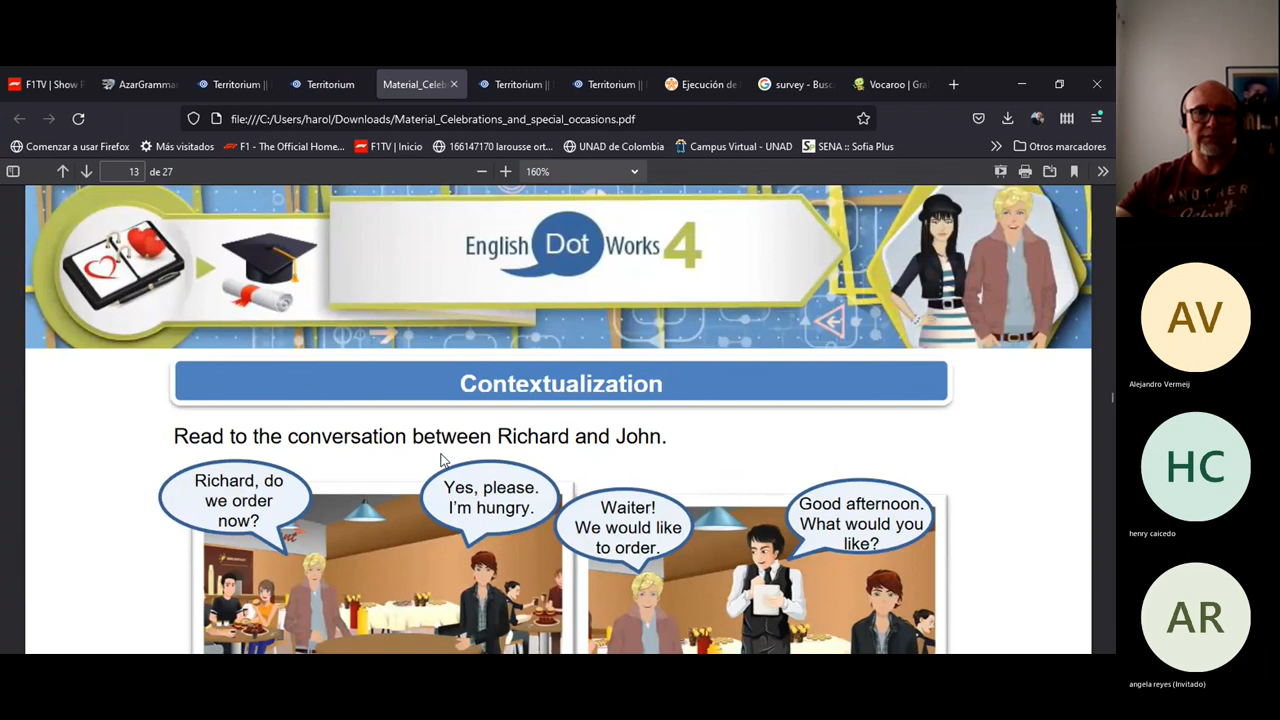 F1TV | Show P
AzarGramma
Territorium ||
Territorium
Material_Celeb
Territorium ||
Territorium ||
Ejecución de
survey - Bus
Vocaroo | Gra
file:///C:/Users/harol/Downloads/Material_Celebrations_and_special_occasions.pdf
Comenzar a usar Firefox
Más visitados
F1 - The Official Home...
F1TV | Inicio
166147170 larousse ort...
UNAD de Colombia
Campus Virtual - UNAD
SENA :: Sofia Plus
Otros marcadores
13 de 27
160%
English Dot Works 4
Contextualization
Read to the conversation between Richard and John.
Richard, do
we order
now?
Yes, please.
I'm hungry.
Waiter!
We would like
to order.
Good afternoon.
What would you
like?
ANOTHER
AV
Alejandro Vermeij
HC
henry caicedo
AR
angela reyes (Invitado)